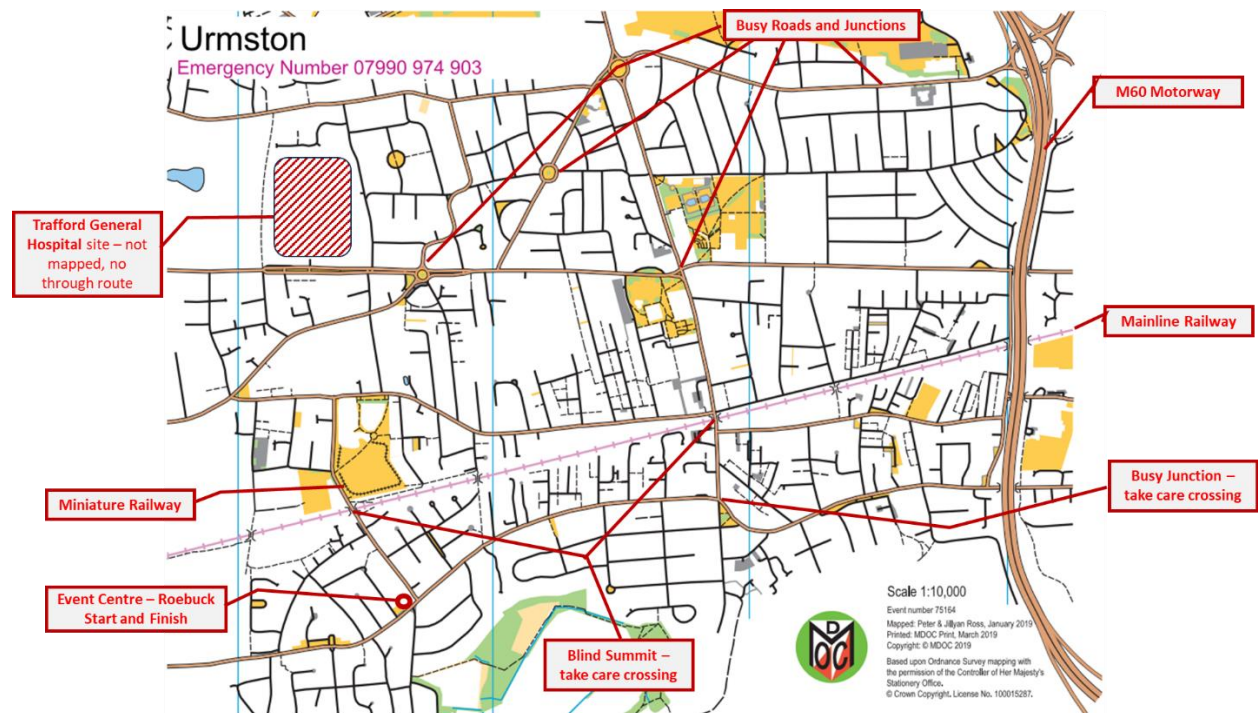 Urmston
Emergency Number 07990 974 903
Busy Roads and Junctions
M60 Motorway
Trafford General
Hospital site – not
mapped, no
through route
Mainline Railway
Miniature Railway
Busy Junction –
take care crossing
Event Centre – Roebuck
Start and Finish
Blind Summit –
take care crossing
M D
OC
Scale 1:10,000
Event number 75164
Mapped: Peter & Jillyan Ross, January 2019
Printed: MDOC Print, March 2019
Copyright: © MDOC 2019
Based upon Ordnance Survey mapping with
the permission of the Controller of Her Majesty's
Stationery Office.
© Crown Copyright. License No. 100015287.